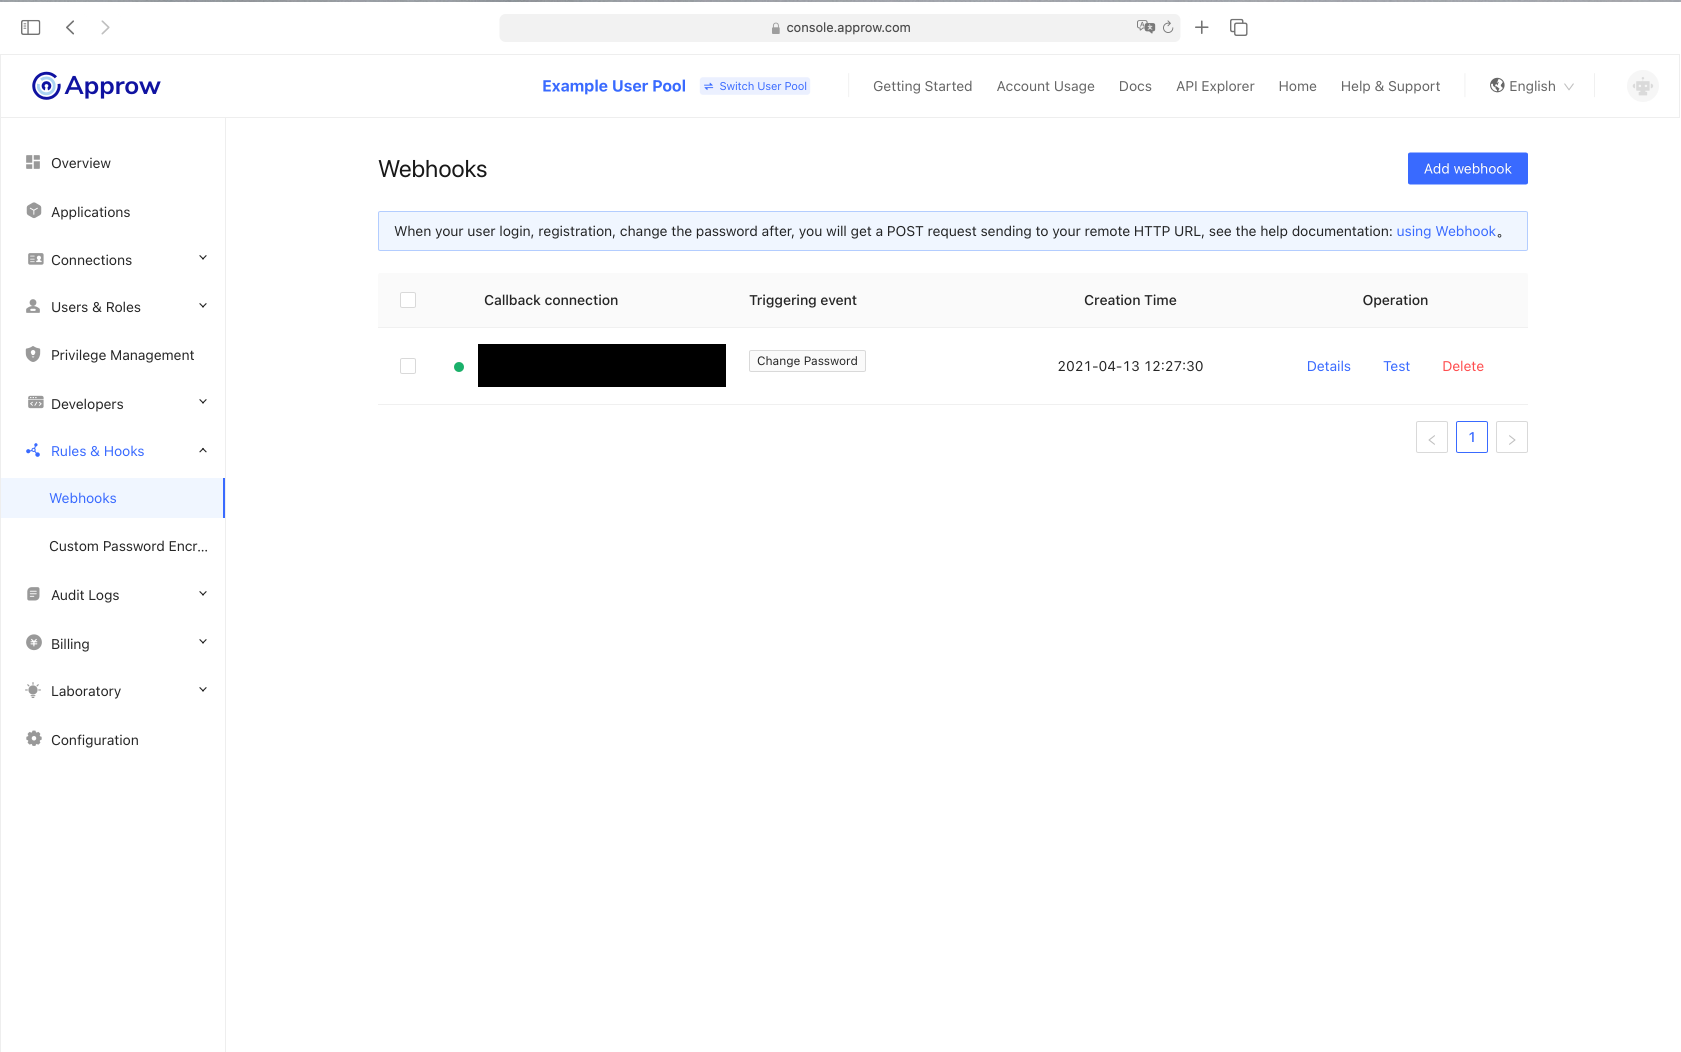 console.approw.com
Approw
Example User Pool
Switch User Pool
Getting Started
Account Usage
Docs
API Explorer
Home
Help & Support
English
Overview
Applications
Connections
Users & Roles
Privilege Management
Developers
Rules & Hooks
Webhooks
Custom Password Encr...
Audit Logs
Billing
Laboratory
Configuration
Webhooks
Add webhook
When your user login, registration, change the password after, you will get a POST request sending to your remote HTTP URL, see the help documentation: using Webhook。
Callback connection Triggering event Creation Time Operation
Change Password 2021-04-13 12:27:30 Details Test Delete
< 1 >